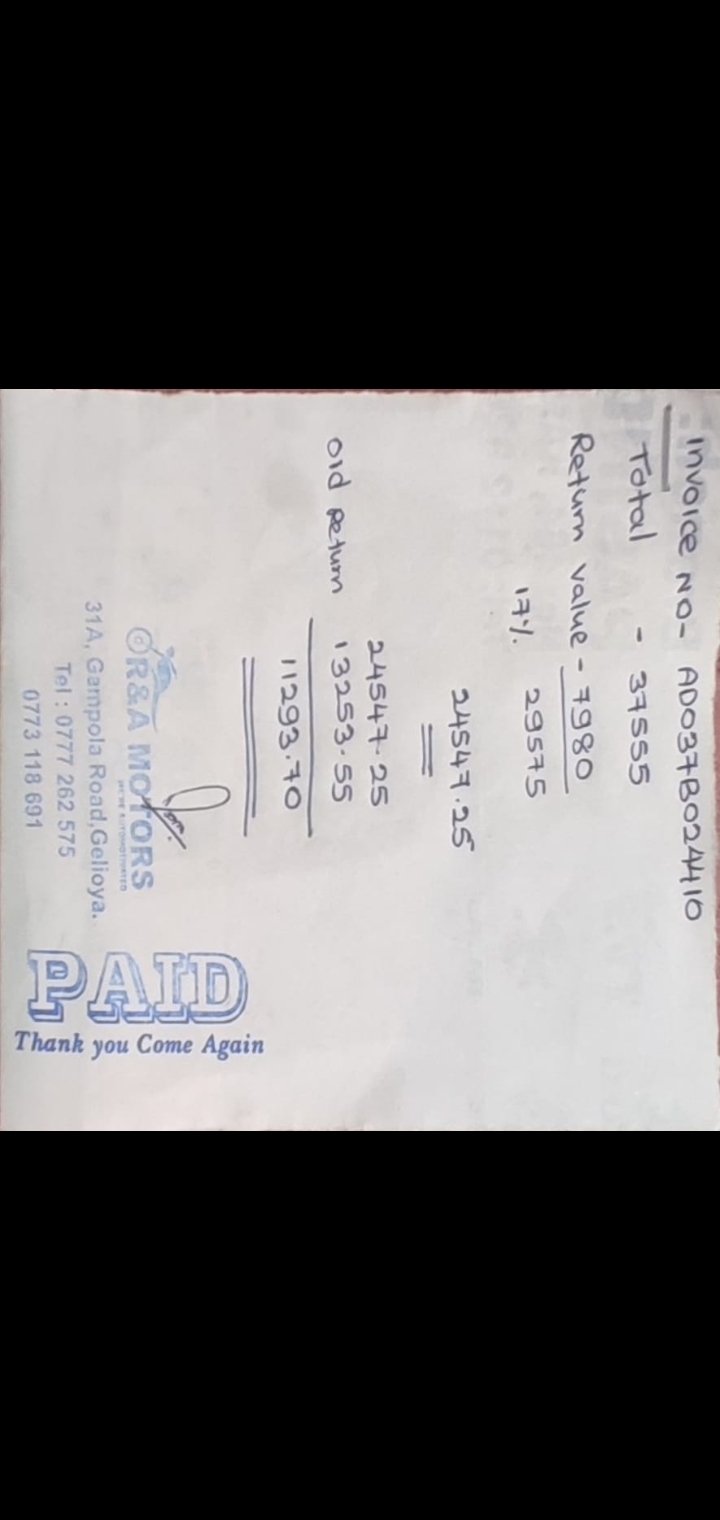 Invoice No- AD037B024410
Total - 37555
Return value - 7980
17%. 29575
24547.25
24547.25
old Return 13253.55
11293.70
R&A MOTORS
31A, Gampola Road,Gelioya.
Tel : 0777 262 575
0773 118 691
PAID
Thank you Come Again